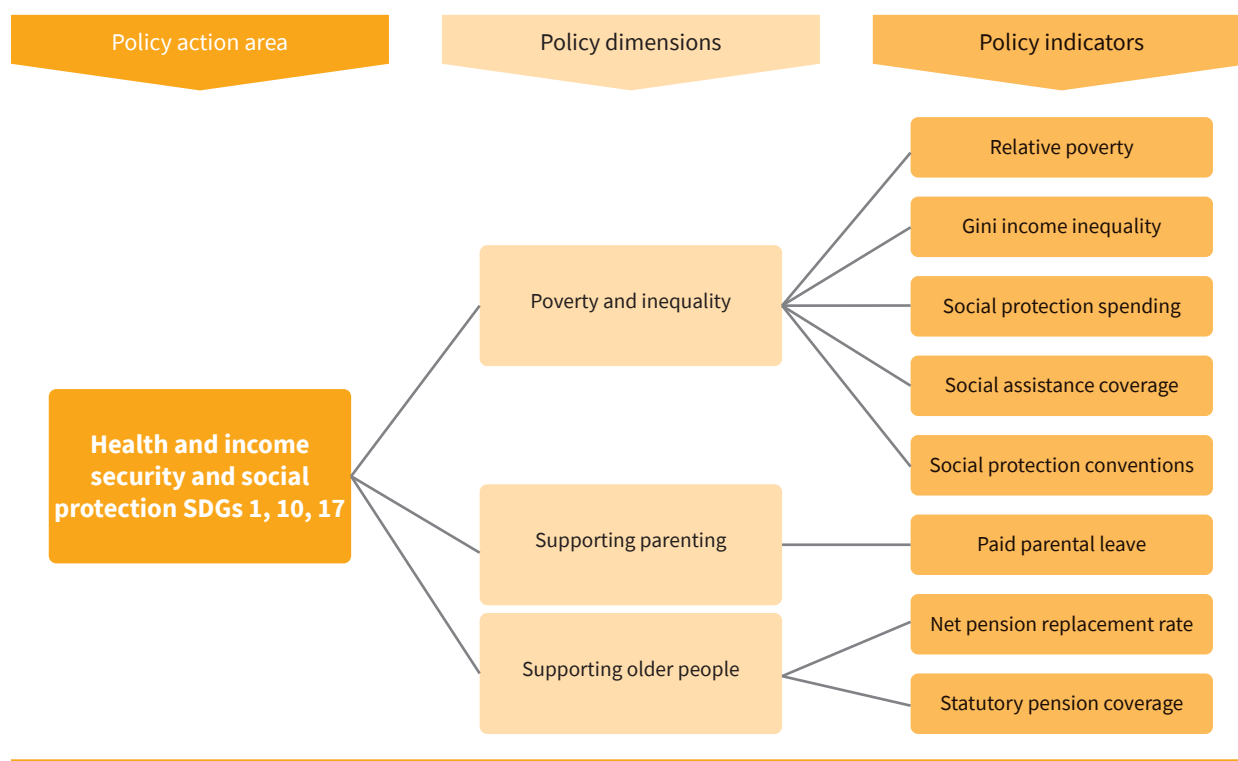 Policy action area
Policy dimensions
Policy indicators
Relative poverty
Gini income inequality
Poverty and inequality
Social protection spending
Social assistance coverage
Health and income
security and social
protection SDGs 1, 10, 17
Social protection conventions
Supporting parenting
Paid parental leave
Net pension replacement rate
Supporting older people
Statutory pension coverage